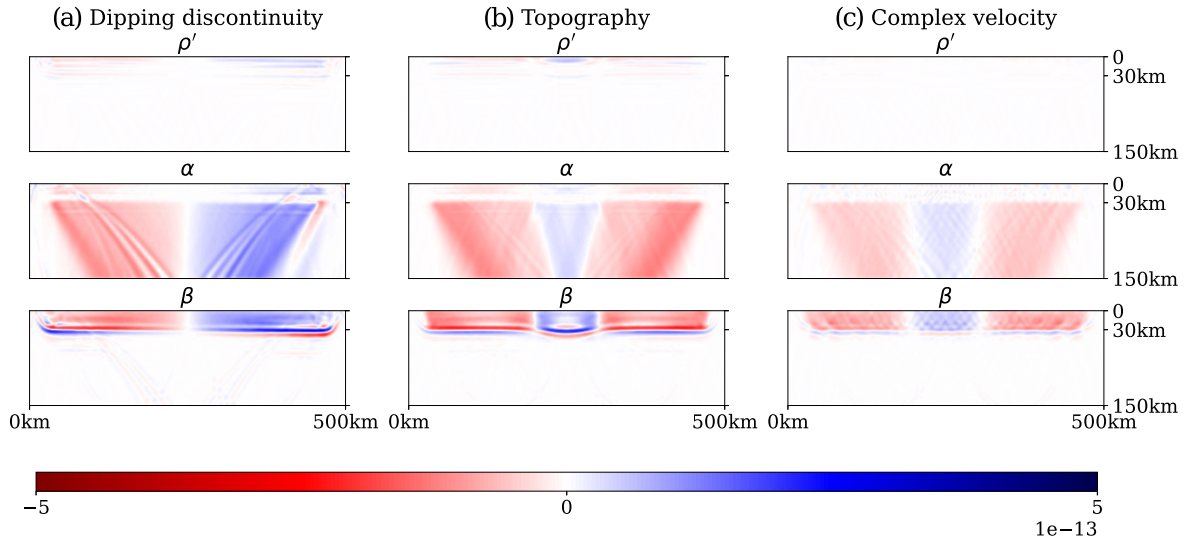 (a) Dipping discontinuity (b) Topography (c) Complex velocity
ρ′ ρ′ ρ′
0
30km
150km
α α α
0
30km
150km
β β β
0
30km
150km
0km 500km 0km 500km 0km 500km
−5 0 5
1e−13